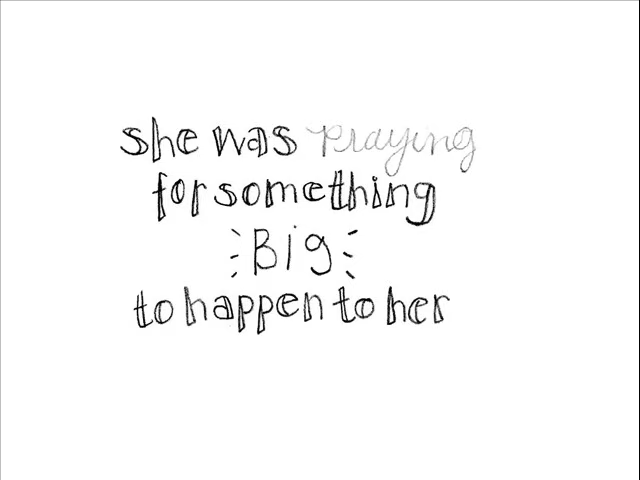 she was praying
for something
Big
to happen to her